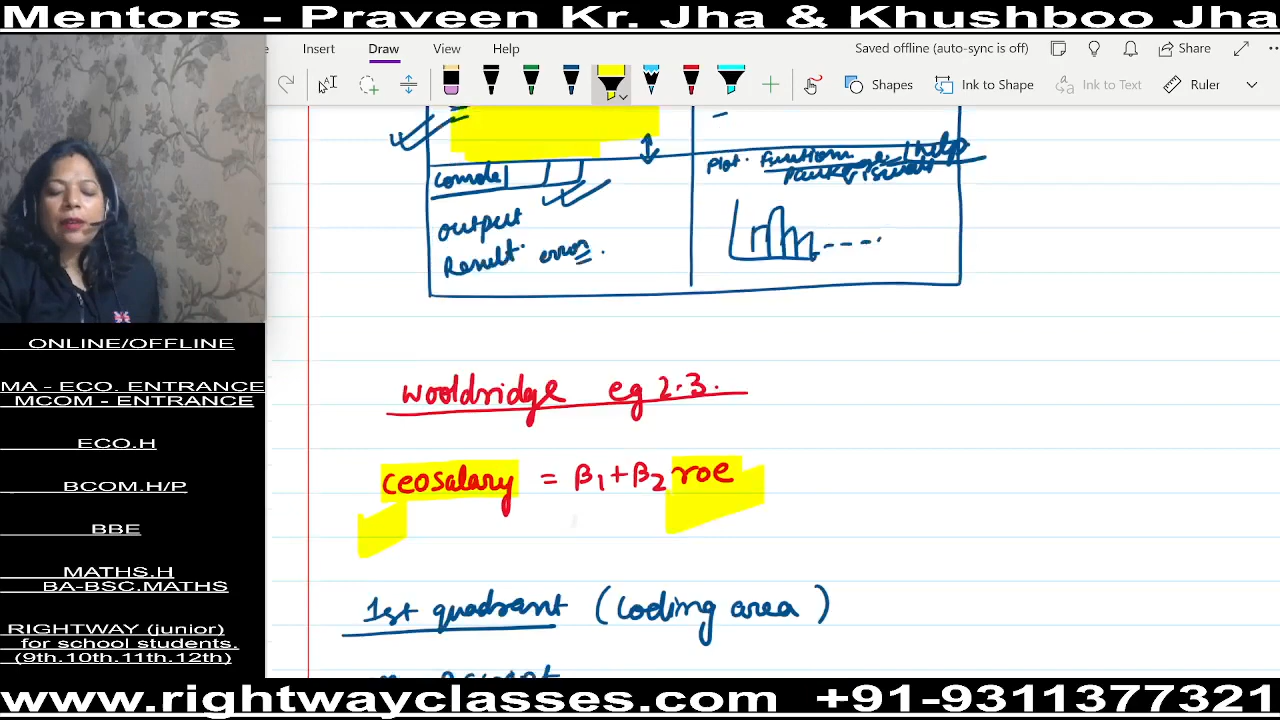 Mentors - Praveen Kr. Jha & Khushboo Jha
Insert Draw View Help
Saved offline (auto-sync is off)
Share
Shapes
Ink to Shape
Ink to Text
Ruler
Console
output
Result error
Plot. functions / help
wooldridge eg 2.3.
ceosalary = β1+β2 roe
1st quadrant (coding area)
ONLINE/OFFLINE
MA - ECO. ENTRANCE
MCOM - ENTRANCE
ECO.H
BCOM.H/P
BBE
MATHS.H
BA-BSC.MATHS
RIGHTWAY (junior)
for school students.
(9th.10th.11th.12th)
www.rightwayclasses.com +91-9311377321